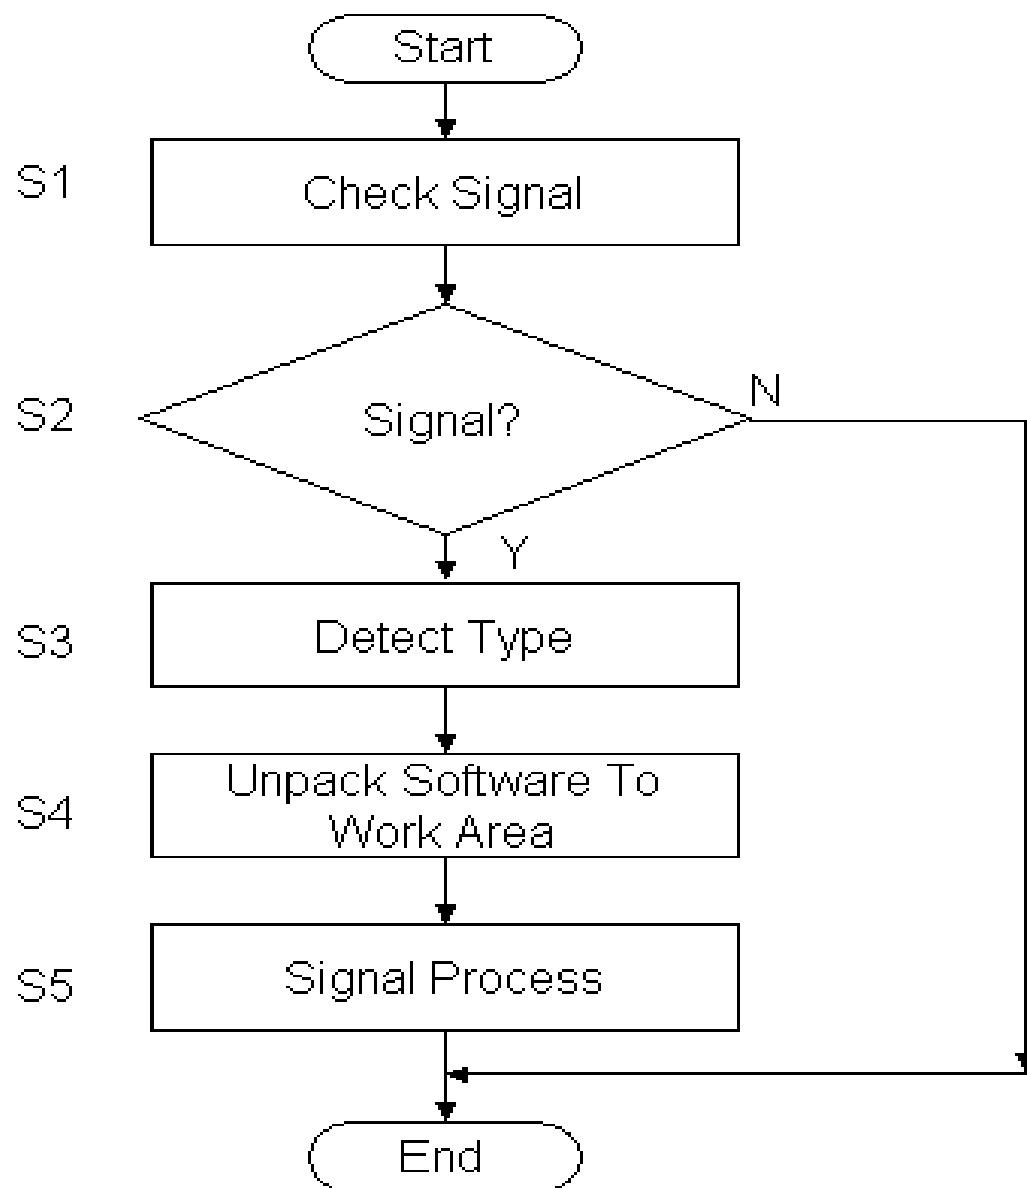 Start
S1
Check Signal
S2
Signal?
N
Y
S3
Detect Type
S4
Unpack Software To
Work Area
S5
Signal Process
End